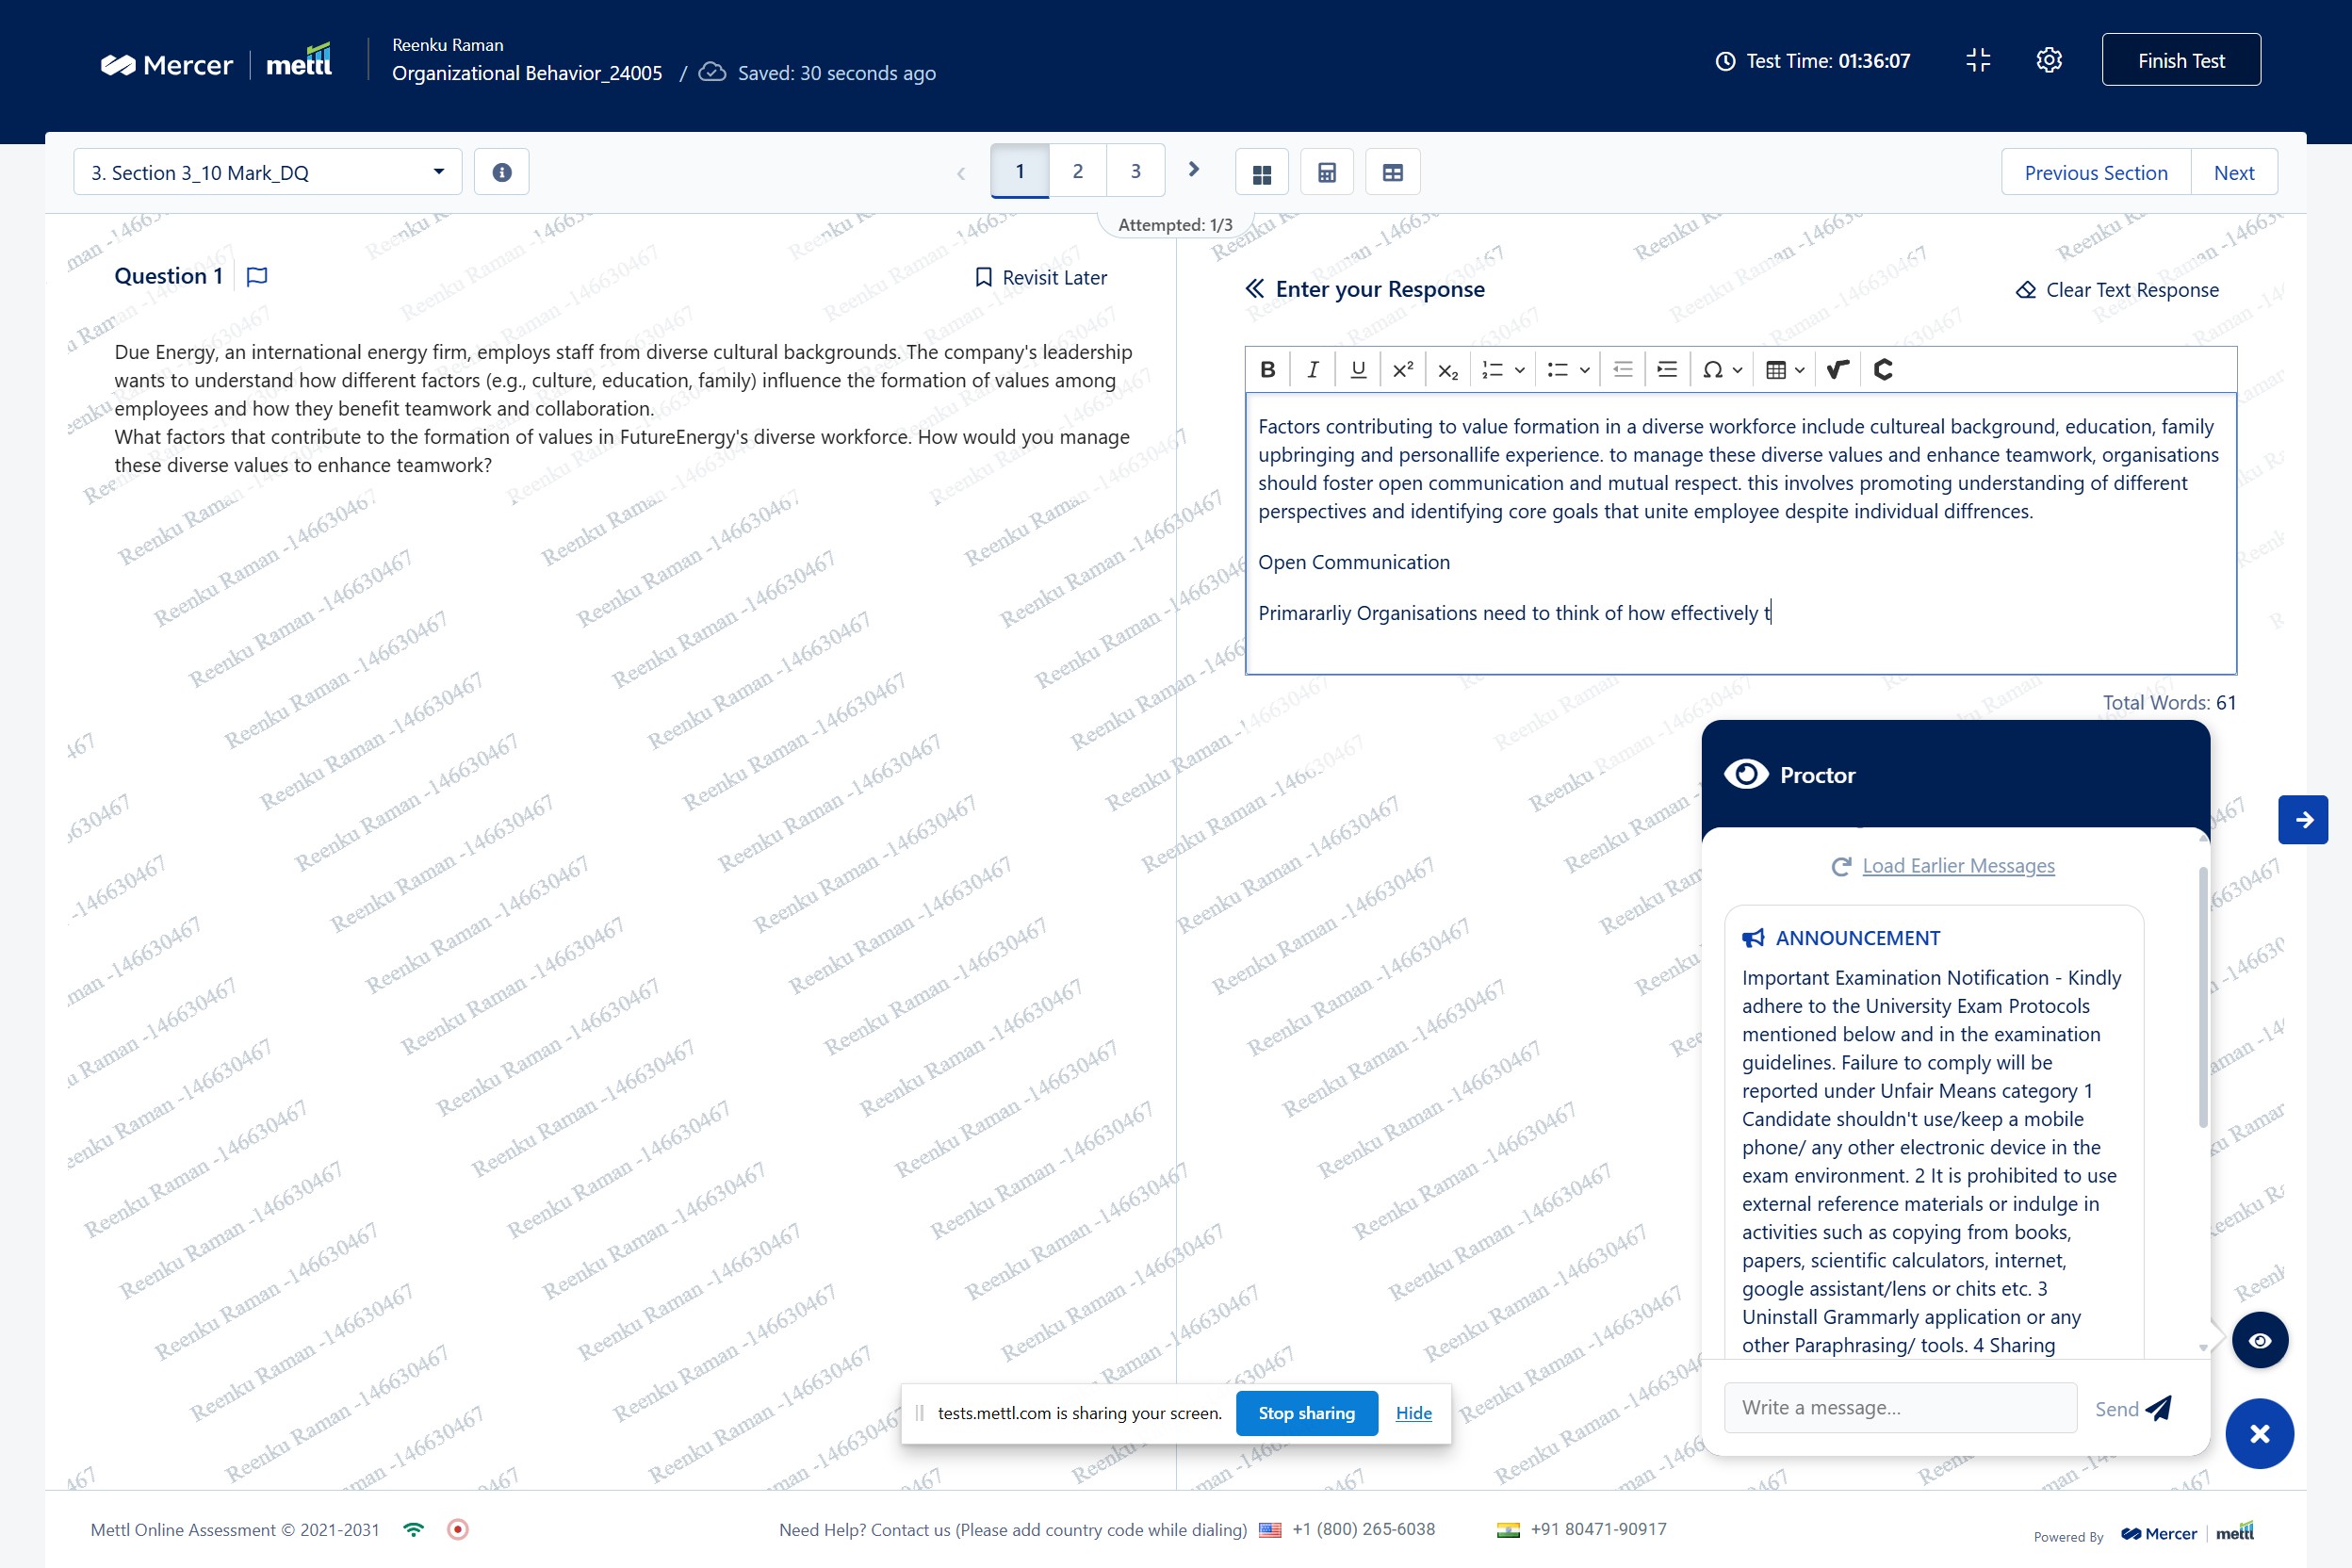 Mercer | mettl
Reenku Raman
Organizational Behavior_24005 / Saved: 30 seconds ago
Test Time: 01:36:07
Finish Test
3. Section 3_10 Mark_DQ
1 2 3
Previous Section Next
Attempted: 1/3
Question 1
Revisit Later
Due Energy, an international energy firm, employs staff from diverse cultural backgrounds. The company's leadership
wants to understand how different factors (e.g., culture, education, family) influence the formation of values among
employees and how they benefit teamwork and collaboration.
What factors that contribute to the formation of values in FutureEnergy's diverse workforce. How would you manage
these diverse values to enhance teamwork?
Enter your Response
Clear Text Response
Factors contributing to value formation in a diverse workforce include cultureal background, education, family
upbringing and personallife experience. to manage these diverse values and enhance teamwork, organisations
should foster open communication and mutual respect. this involves promoting understanding of different
perspectives and identifying core goals that unite employee despite individual diffrences.
Open Communication
Primararliy Organisations need to think of how effectively t
Total Words: 61
Proctor
Load Earlier Messages
ANNOUNCEMENT
Important Examination Notification - Kindly
adhere to the University Exam Protocols
mentioned below and in the examination
guidelines. Failure to comply will be
reported under Unfair Means category 1
Candidate shouldn't use/keep a mobile
phone/ any other electronic device in the
exam environment. 2 It is prohibited to use
external reference materials or indulge in
activities such as copying from books,
papers, scientific calculators, internet,
google assistant/lens or chits etc. 3
Uninstall Grammarly application or any
other Paraphrasing/ tools. 4 Sharing
Write a message...
Send
tests.mettl.com is sharing your screen.
Stop sharing
Hide
Reenku Raman -146630467
Mettl Online Assessment © 2021-2031
Need Help? Contact us (Please add country code while dialing) +1 (800) 265-6038 +91 80471-90917
Powered By Mercer | mettl